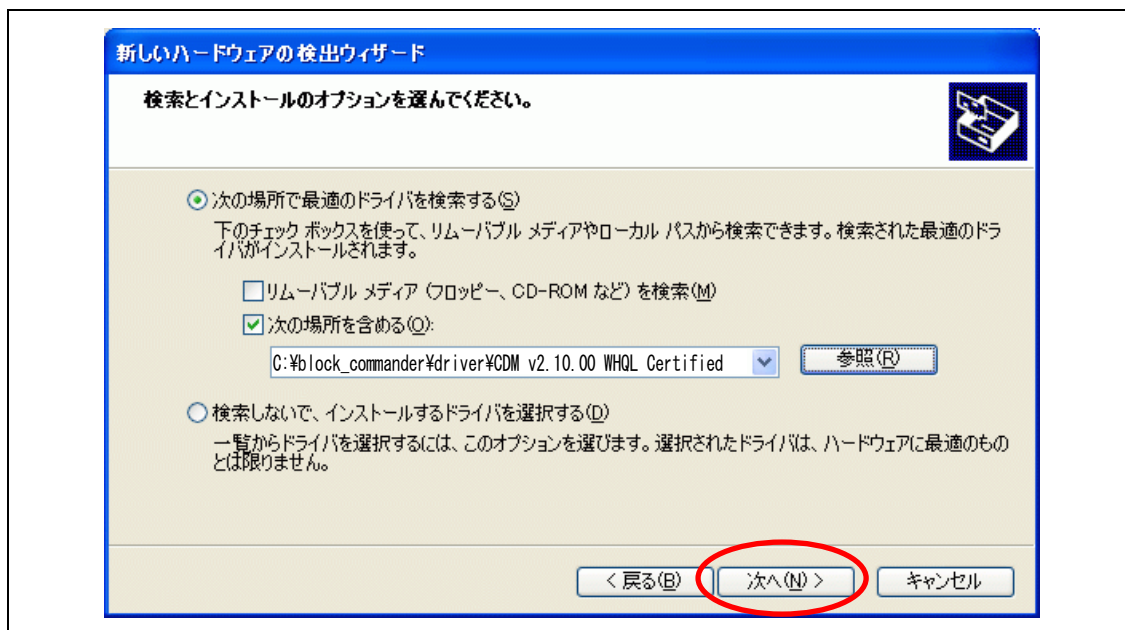 新しいハードウェアの検出ウィザード
検索とインストールのオプションを選んでください。
次の場所で最適のドライバを検索する(S)
下のチェック ボックスを使って、リムーバブル メディアやローカル パスから検索できます。検索された最適のドラ
イバがインストールされます。
リムーバブル メディア (フロッピー、CD-ROM など) を検索(M)
次の場所を含める(O):
C:¥block_commander¥driver¥CDM v2.10.00 WHQL Certified
参照(R)
検索しないで、インストールするドライバを選択する(D)
一覧からドライバを選択するには、このオプションを選びます。選択されたドライバは、ハードウェアに最適のもの
とは限りません。
< 戻る(B) 次へ(N) > キャンセル